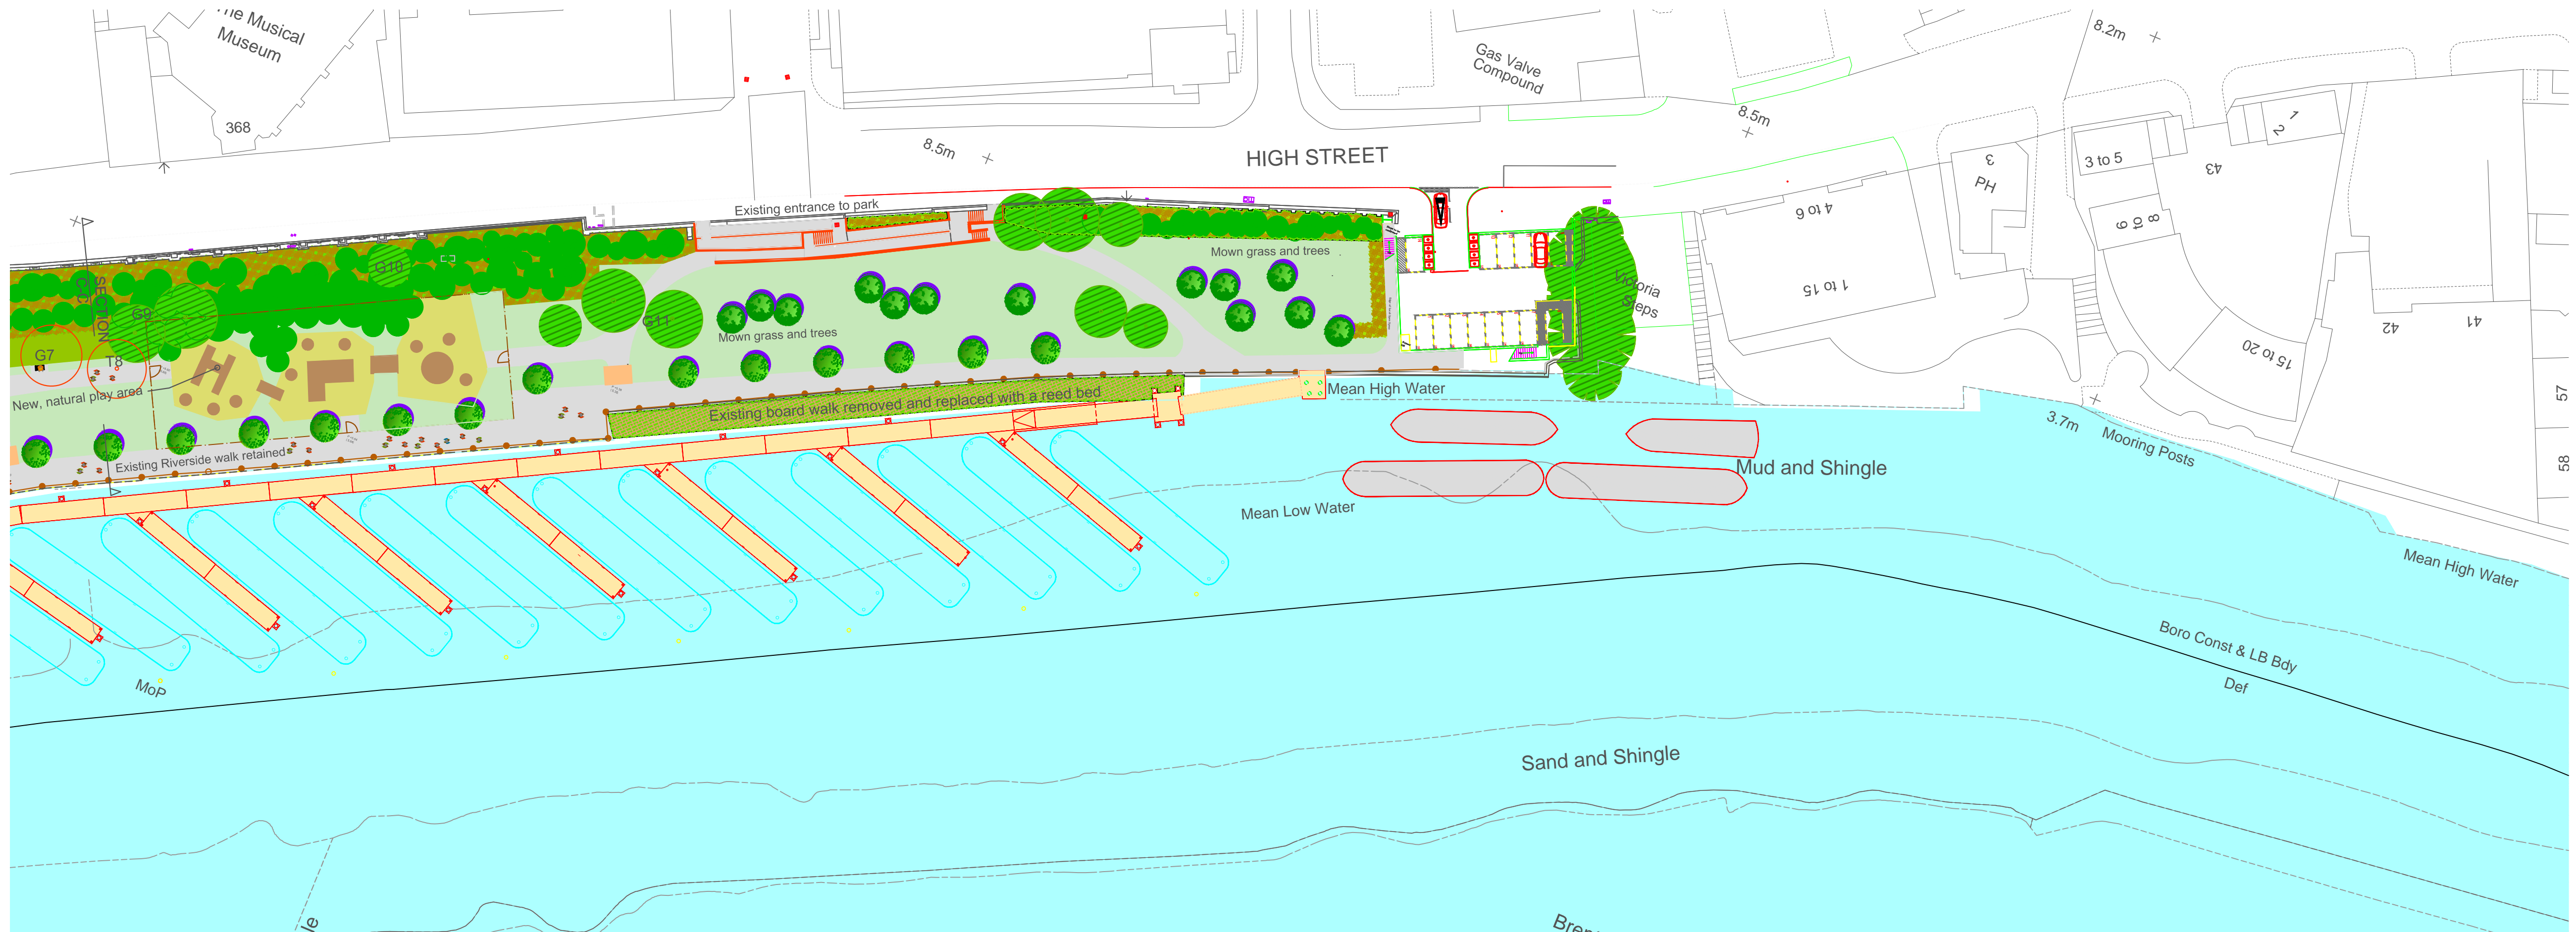 The Musical
Museum
368
Gas Valve
Compound
8.2m
8.5m
8.5m
HIGH STREET
Existing entrance to park
Mown grass and trees
Mown grass and trees
G10
G9
G11
G7
T8
SECTION
C-C
New, natural play area
Existing Riverside walk retained
Existing board walk removed and replaced with a reed bed
Victoria
Steps
4 to 6
1 to 15
3
PH
3 to 5
8
to
9
43
1
2
42
41
15 to 20
57
58
Mean High Water
3.7m
Mooring Posts
Mud and Shingle
Mean Low Water
Mean High Water
Boro Const & LB Bdy
Def
MoP
Sand and Shingle